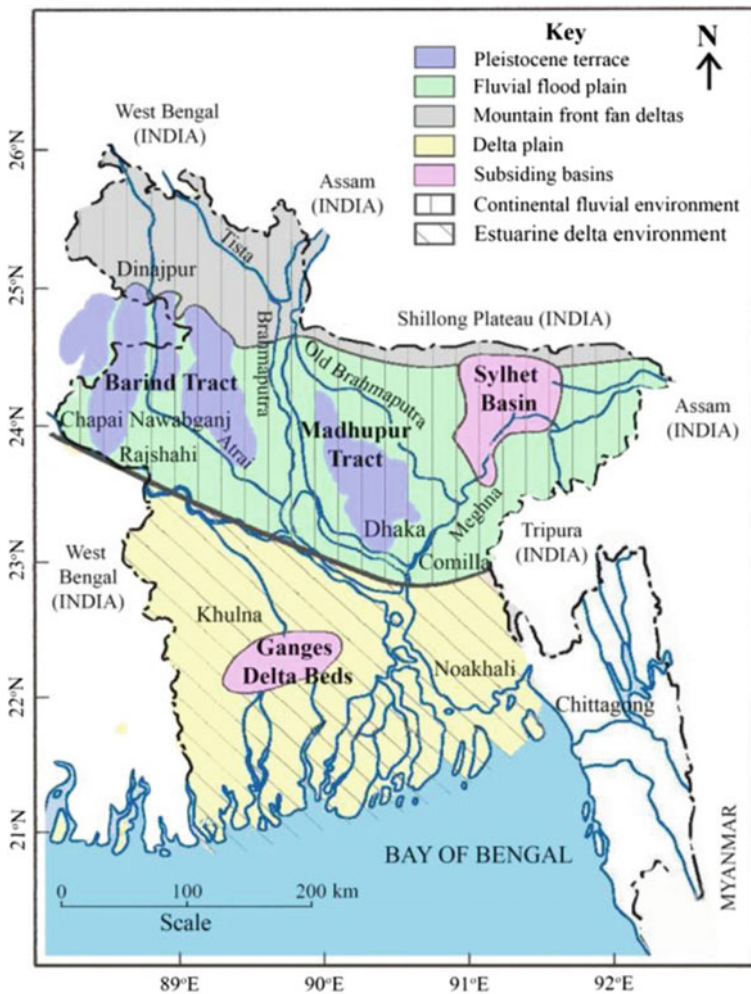 Key
N
Pleistocene terrace
Fluvial flood plain
Mountain front fan deltas
Delta plain
Subsiding basins
Continental fluvial environment
Estuarine delta environment
West Bengal
(INDIA)
Assam
(INDIA)
26°N
25°N
24°N
23°N
22°N
21°N
Tista
Dinajpur
Shillong Plateau (INDIA)
Brahmaputra
Old Brahmaputra
Sylhet
Basin
Barind Tract
Assam
(INDIA)
Chapai Nawabganj
Atrai
Madhupur
Tract
Rajshahi
Meghna
Dhaka
Comilla
Tripura
(INDIA)
West
Bengal
(INDIA)
Khulna
Ganges
Delta Beds
Noakhali
Chittagong
BAY OF BENGAL
MYANMAR
0 100 200 km
Scale
89°E 90°E 91°E 92°E